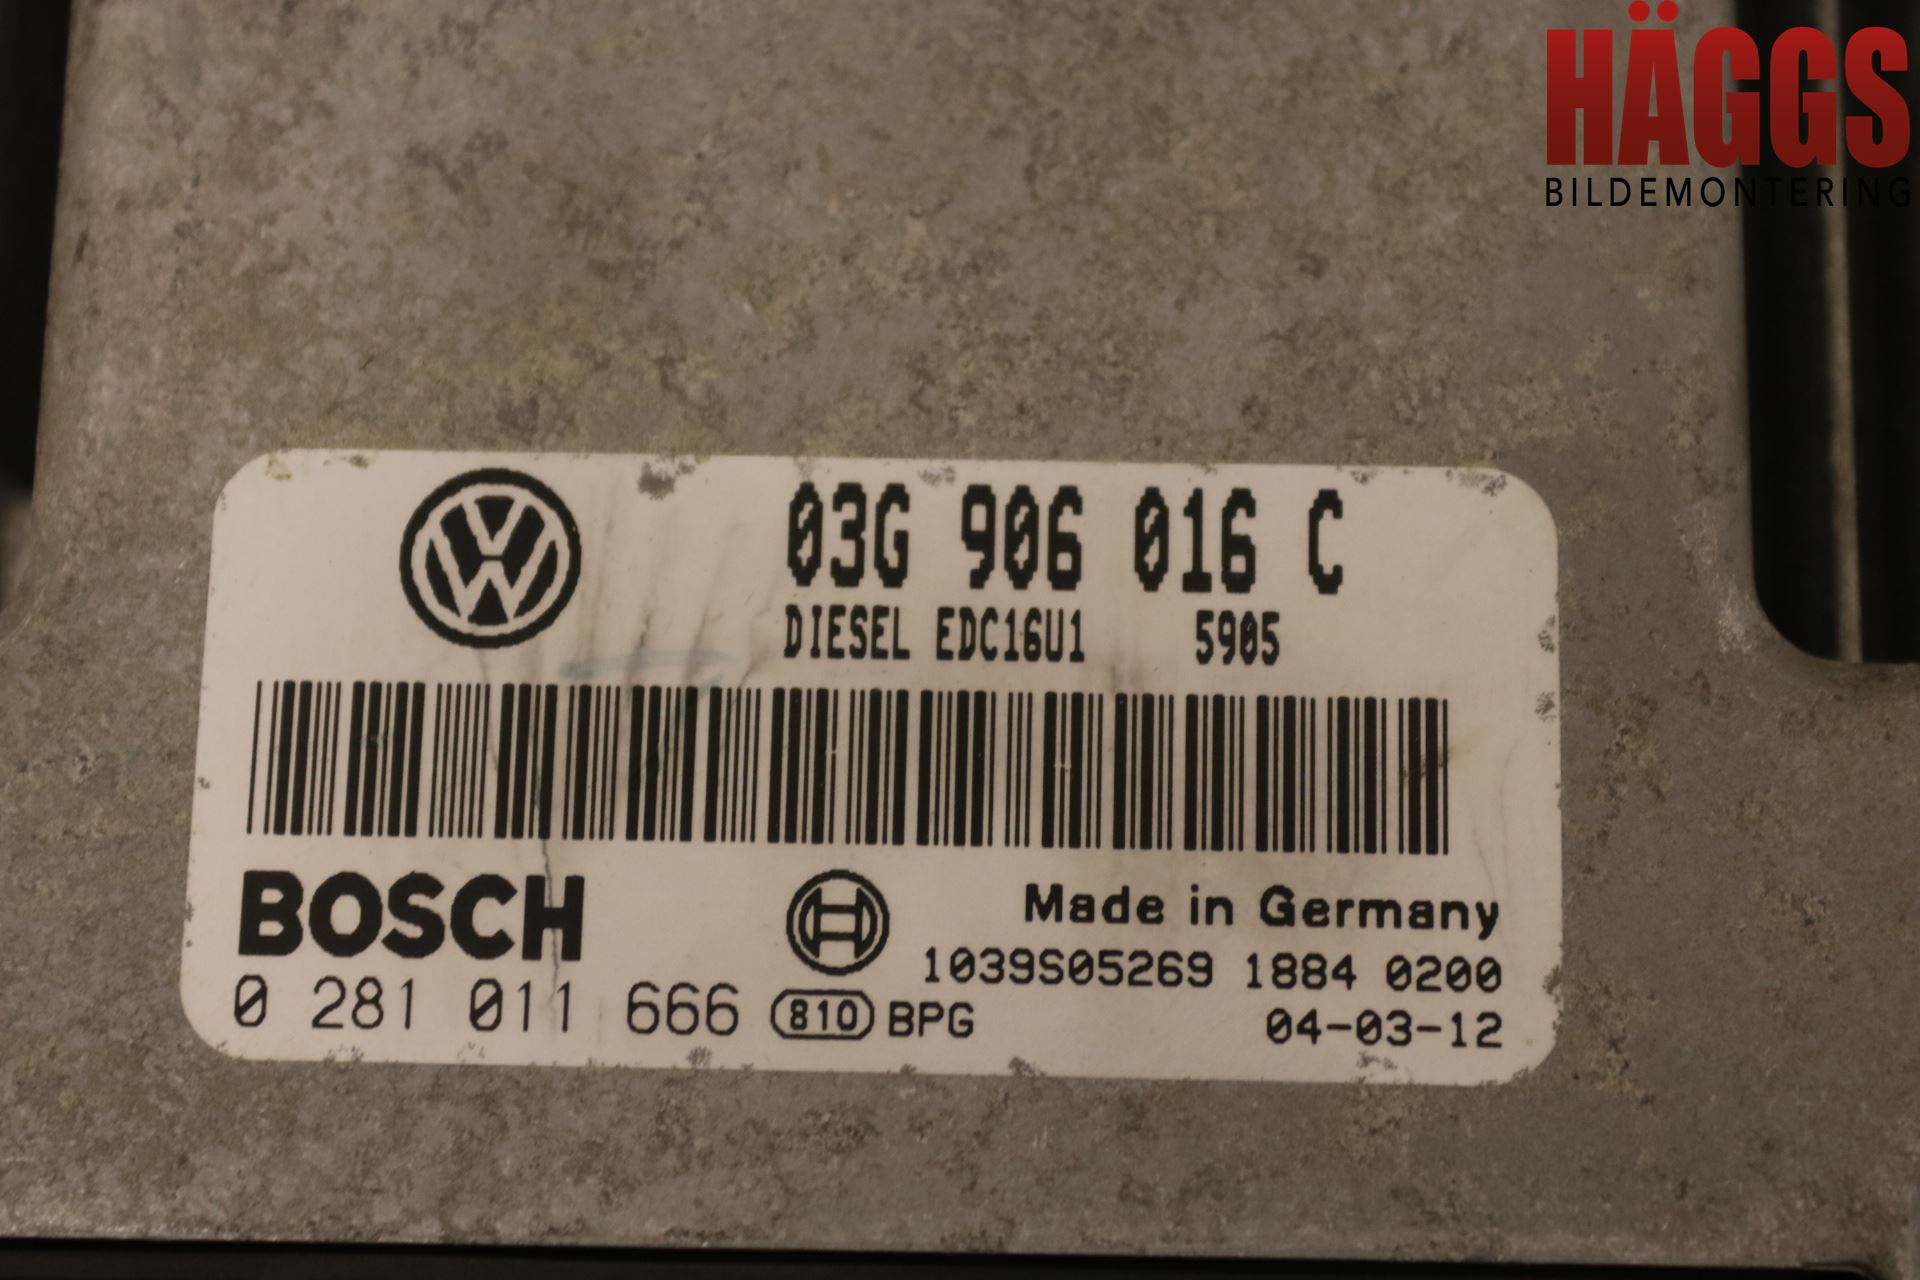 HÄGGS
BILDEMONTERING
03G 906 016 C
DIESEL EDC16U1 5905
BOSCH
Made in Germany
1039S05269 1884 0200
0 281 011 666 810 BPG 04-03-12